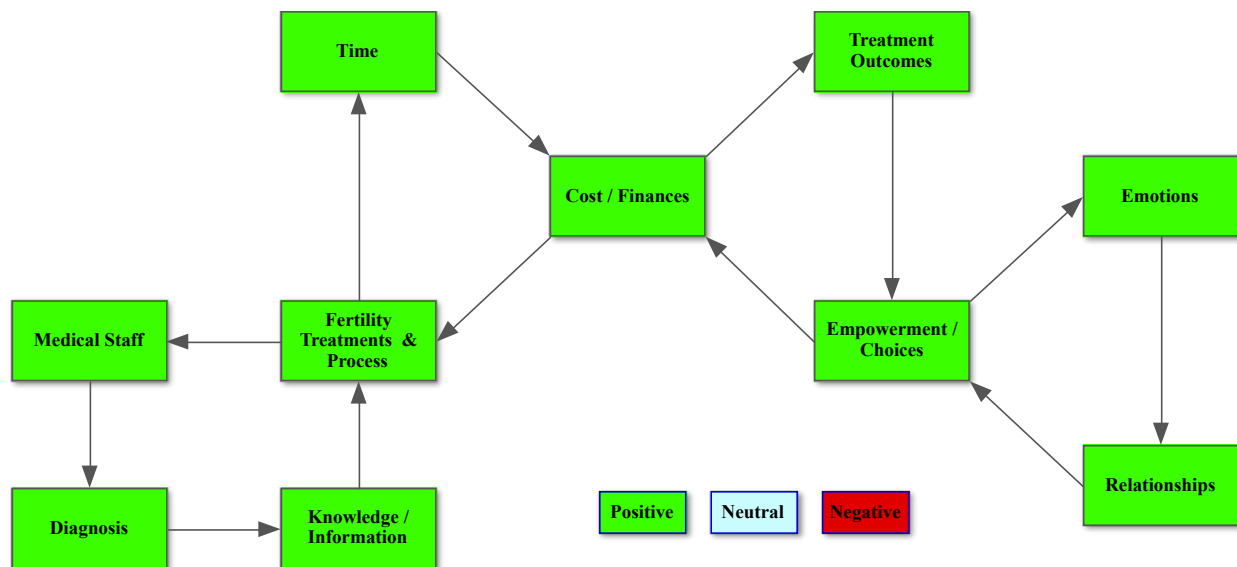 Time
Treatment
Outcomes
Cost / Finances
Emotions
Medical Staff
Fertility
Treatments & 
Process
Empowerment /
Choices
Diagnosis
Knowledge /
Information
Positive
Neutral
Negative
Relationships